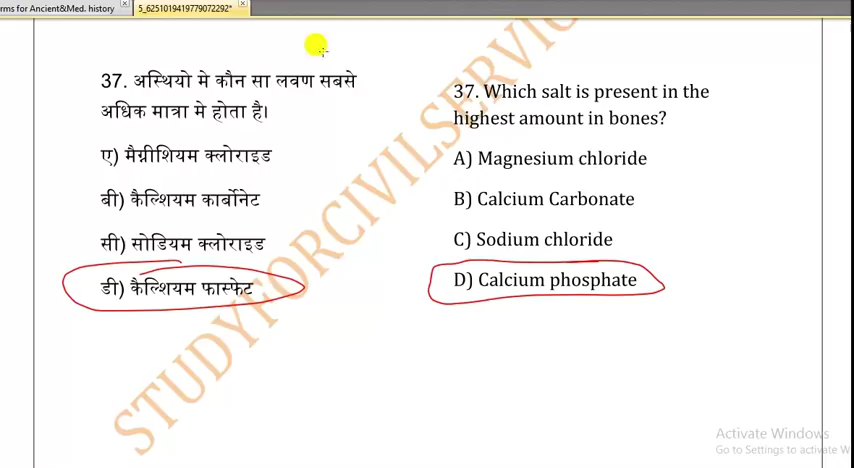 rms for Ancient&Med. history
5_6251019419779072292*
37. अस्थियो मे कौन सा लवण सबसे
अधिक मात्रा मे होता है।
ए) मैग्नीशियम क्लोराइड
बी) कैल्शियम कार्बोनेट
सी) सोडियम क्लोराइड
डी) कैल्शियम फास्फेट
37. Which salt is present in the
highest amount in bones?
A) Magnesium chloride
B) Calcium Carbonate
C) Sodium chloride
D) Calcium phosphate
STUDYFORCIVILSERVICES
Activate Windows
Go to Settings to activate W